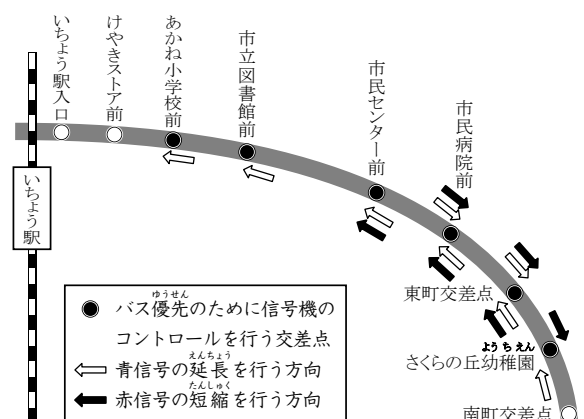 いちょう駅入口
けやきストア前
あかね小学校前
市立図書館前
市民センター前
市民病院前
いちょう駅
東町交差点
ようちえん
さくらの丘幼稚園
南町交差点
ゆうせん
バス優先のために信号機の
コントロールを行う交差点
えんちょう
青信号の延長を行う方向
たんしゅく
赤信号の短縮を行う方向